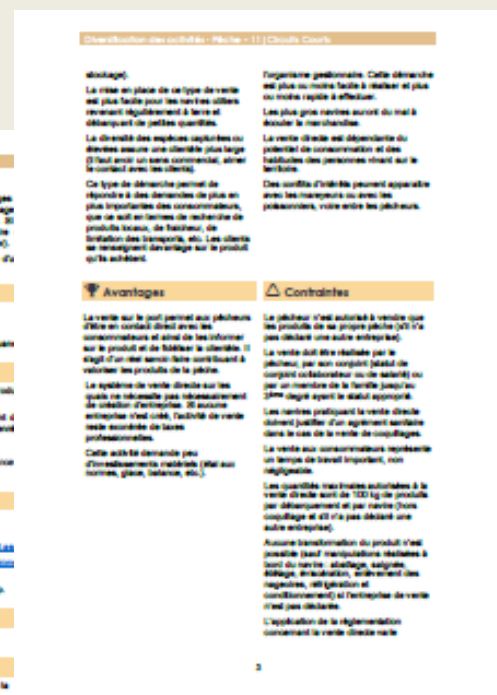 Diversification des activités - Pêche – 11 | Circuits Courts
stockage).
La mise en place de ce type de vente
est plus facile pour les navires côtiers
revenant régulièrement à terre et
débarquant de petites quantités.
La diversité des espèces capturées ou
élevées assure une clientèle plus large
(il faut avoir un sens commercial, aimer
le contact avec les clients).
Ce type de démarche permet de
répondre à des demandes de plus en
plus importantes des consommateurs,
que ce soit en termes de recherche de
produits locaux, de fraicheur, de
limitation des transports, etc. Les clients
se renseignent davantage sur le produit
qu'ils achètent.
l'organisme gestionnaire. Cette démarche
est plus ou moins facile à réaliser et plus
ou moins rapide à effectuer.
Les plus gros navires auront du mal à
écouler la marchandise.
La vente directe est dépendante du
potentiel de consommation et des
habitudes des personnes vivant sur le
territoire.
Des conflits d'intérêts peuvent apparaitre
avec les mareyeurs ou avec les
poissonniers, voire entre les pêcheurs.
Avantages
La vente sur le port permet aux pêcheurs
d'être en contact direct avec les
consommateurs et ainsi de les informer
sur le produit et de fidéliser la clientèle. Il
s'agit d'un réel savoir faire contribuant à
valoriser les produits de la pêche.
Le système de vente directe sur les
quais ne nécessite pas nécessairement
de création d'entreprise. Si aucune
entreprise n'est créé, l'activité de vente
reste exonérée de taxes
professionnelles.
Cette activité demande peu
d'investissements matériels (étal aux
normes, glace, balance, etc.).
Contraintes
Le pêcheur n'est autorisé à vendre que
les produits de sa propre pêche (s'il n'a
pas déclaré une autre entreprise).
La vente doit être réalisée par le
pêcheur, par son conjoint (statut de
conjoint collaborateur ou de salarié) ou
par un membre de la famille jusqu'au
2ème degré ayant le statut approprié.
Les navires pratiquant la vente directe
doivent justifier d'un agrément sanitaire
dans le cas de la vente de coquillages.
La vente aux consommateurs représente
un temps de travail important, non
négligeable.
Les quantités maximales autorisées à la
vente directe sont de 100 kg de produits
par débarquement et par navire (hors
coquillage et s'il n'a pas déclaré une
autre entreprise).
Aucune transformation du produit n'est
possible (sauf manipulations réalisées à
bord du navire : abattage, saignée,
étêtage, éviscération, enlèvement des
nageoires, réfrigération et
conditionnement) si l'entreprise de vente
n'est pas déclarée.
L'application de la réglementation
concernant la vente directe varie